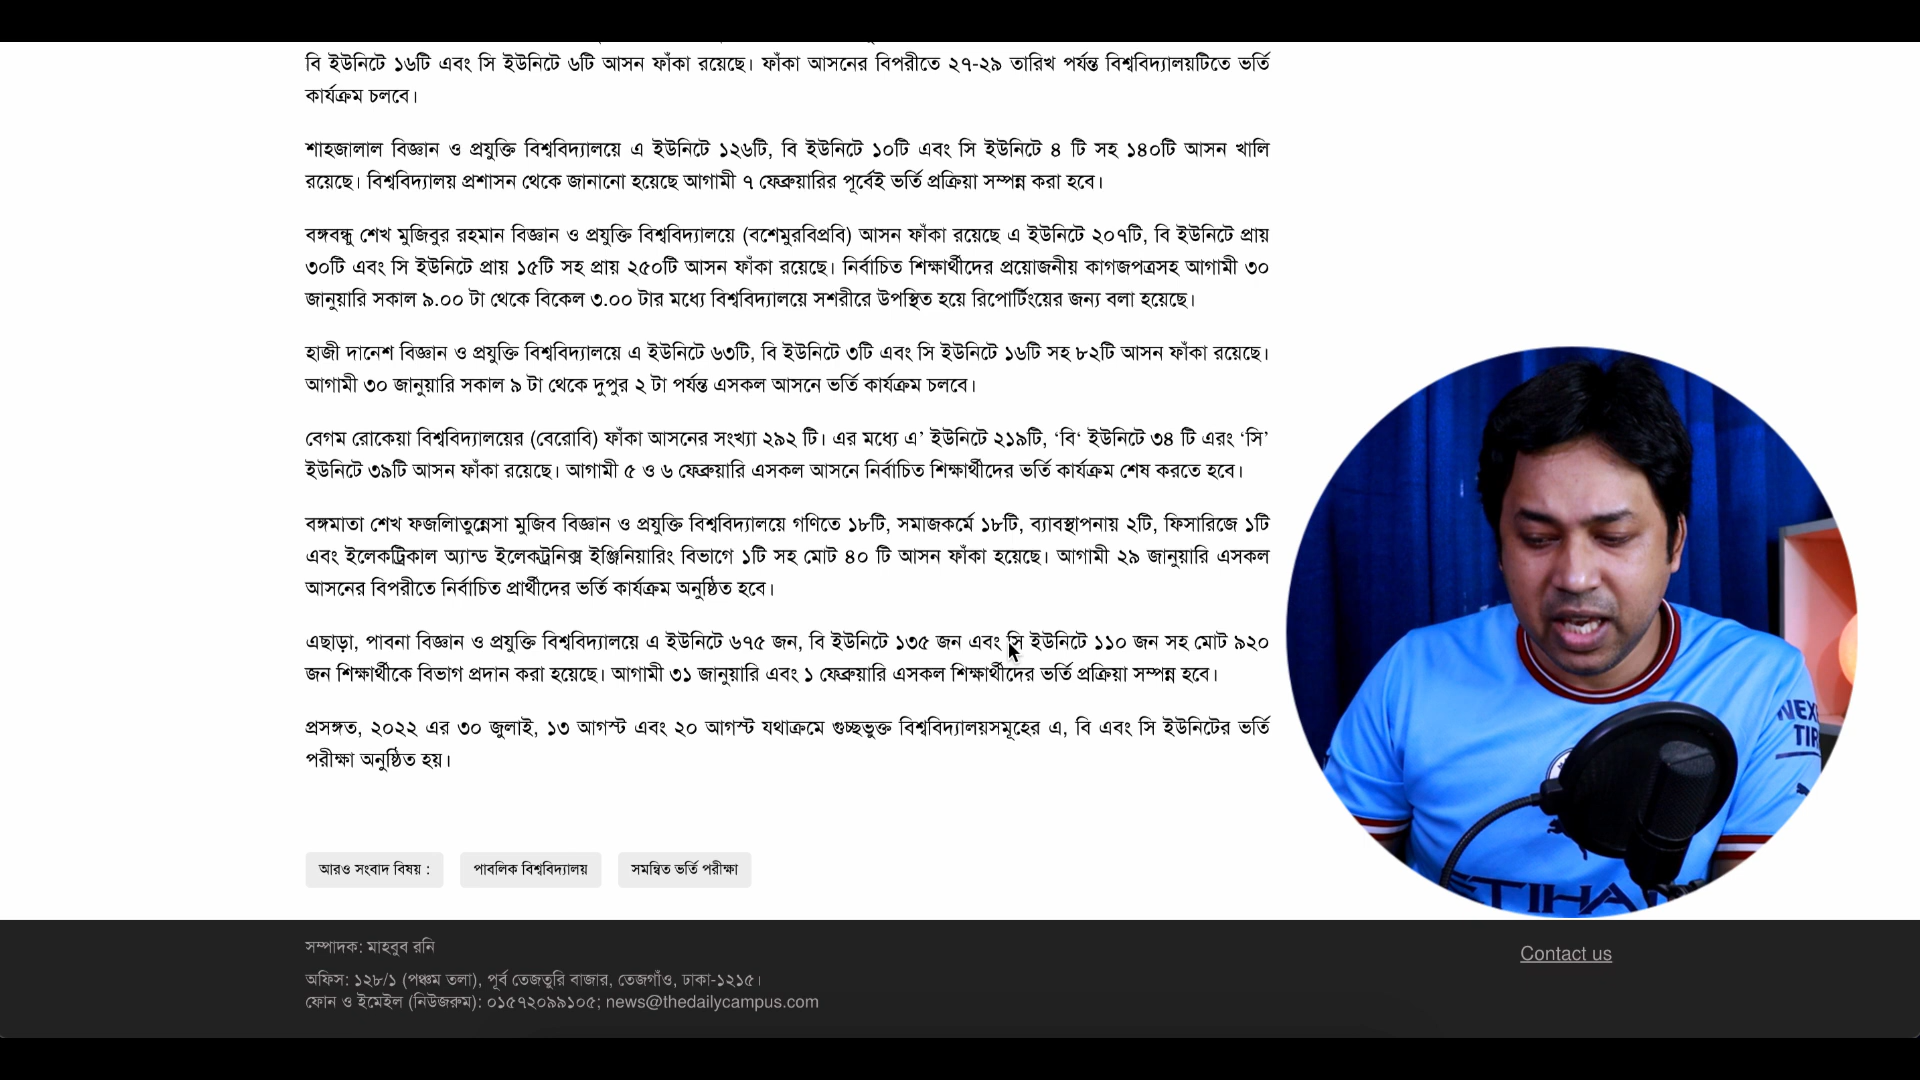 বি ইউনিটে ১৬টি এবং সি ইউনিটে ৬টি আসন ফাঁকা রয়েছে। ফাঁকা আসনের বিপরীতে ২৭-২৯ তারিখ পর্যন্ত বিশ্ববিদ্যালয়টিতে ভর্তি
কার্যক্রম চলবে।
শাহজালাল বিজ্ঞান ও প্রযুক্তি বিশ্ববিদ্যালয়ে এ ইউনিটে ১২৬টি, বি ইউনিটে ১০টি এবং সি ইউনিটে ৪ টি সহ ১৪০টি আসন খালি
রয়েছে। বিশ্ববিদ্যালয় প্রশাসন থেকে জানানো হয়েছে আগামী ৭ ফেব্রুয়ারির পূর্বেই ভর্তি প্রক্রিয়া সম্পন্ন করা হবে।
বঙ্গবন্ধু শেখ মুজিবুর রহমান বিজ্ঞান ও প্রযুক্তি বিশ্ববিদ্যালয়ে (বশেমুরবিপ্রবি) আসন ফাঁকা রয়েছে এ ইউনিটে ২০৭টি, বি ইউনিটে প্রায়
৩০টি এবং সি ইউনিটে প্রায় ১৫টি সহ প্রায় ২৫০টি আসন ফাঁকা রয়েছে। নির্বাচিত শিক্ষার্থীদের প্রয়োজনীয় কাগজপত্রসহ আগামী ৩০
জানুয়ারি সকাল ৯.০০ টা থেকে বিকেল ৩.০০ টার মধ্যে বিশ্ববিদ্যালয়ে সশরীরে উপস্থিত হয়ে রিপোর্টিংয়ের জন্য বলা হয়েছে।
হাজী দানেশ বিজ্ঞান ও প্রযুক্তি বিশ্ববিদ্যালয়ে এ ইউনিটে ৬৩টি, বি ইউনিটে ৩টি এবং সি ইউনিটে ১৬টি সহ ৮২টি আসন ফাঁকা রয়েছে।
আগামী ৩০ জানুয়ারি সকাল ৯ টা থেকে দুপুর ২ টা পর্যন্ত এসকল আসনে ভর্তি কার্যক্রম চলবে।
বেগম রোকেয়া বিশ্ববিদ্যালয়ের (বেরোবি) ফাঁকা আসনের সংখ্যা ২৯২ টি। এর মধ্যে এ’ ইউনিটে ২১৯টি, ‘বি‘ ইউনিটে ৩৪ টি এরং ‘সি’
ইউনিটে ৩৯টি আসন ফাঁকা রয়েছে। আগামী ৫ ও ৬ ফেব্রুয়ারি এসকল আসনে নির্বাচিত শিক্ষার্থীদের ভর্তি কার্যক্রম শেষ করতে হবে।
বঙ্গমাতা শেখ ফজলিাতুন্নেসা মুজিব বিজ্ঞান ও প্রযুক্তি বিশ্ববিদ্যালয়ে গণিতে ১৮টি, সমাজকর্মে ১৮টি, ব্যাবস্থাপনায় ২টি, ফিসারিজে ১টি
এবং ইলেকট্রিকাল অ্যান্ড ইলেকট্রনিক্স ইঞ্জিনিয়ারিং বিভাগে ১টি সহ মোট ৪০ টি আসন ফাঁকা হয়েছে। আগামী ২৯ জানুয়ারি এসকল
আসনের বিপরীতে নির্বাচিত প্রার্থীদের ভর্তি কার্যক্রম অনুষ্ঠিত হবে।
এছাড়া, পাবনা বিজ্ঞান ও প্রযুক্তি বিশ্ববিদ্যালয়ে এ ইউনিটে ৬৭৫ জন, বি ইউনিটে ১৩৫ জন এবং সি ইউনিটে ১১০ জন সহ মোট ৯২০
জন শিক্ষার্থীকে বিভাগ প্রদান করা হয়েছে। আগামী ৩১ জানুয়ারি এবং ১ ফেব্রুয়ারি এসকল শিক্ষার্থীদের ভর্তি প্রক্রিয়া সম্পন্ন হবে।
প্রসঙ্গত, ২০২২ এর ৩০ জুলাই, ১৩ আগস্ট এবং ২০ আগস্ট যথাক্রমে গুচ্ছভুক্ত বিশ্ববিদ্যালয়সমূহের এ, বি এবং সি ইউনিটের ভর্তি
পরীক্ষা অনুষ্ঠিত হয়।
আরও সংবাদ বিষয় : পাবলিক বিশ্ববিদ্যালয় সমন্বিত ভর্তি পরীক্ষা
সম্পাদক: মাহবুব রনি
অফিস: ১২৮/১ (পঞ্চম তলা), পূর্ব তেজতুরি বাজার, তেজগাঁও, ঢাকা-১২১৫।
ফোন ও ইমেইল (নিউজরুম): ০১৫৭২০৯৯১০৫; news@thedailycampus.com
Contact us